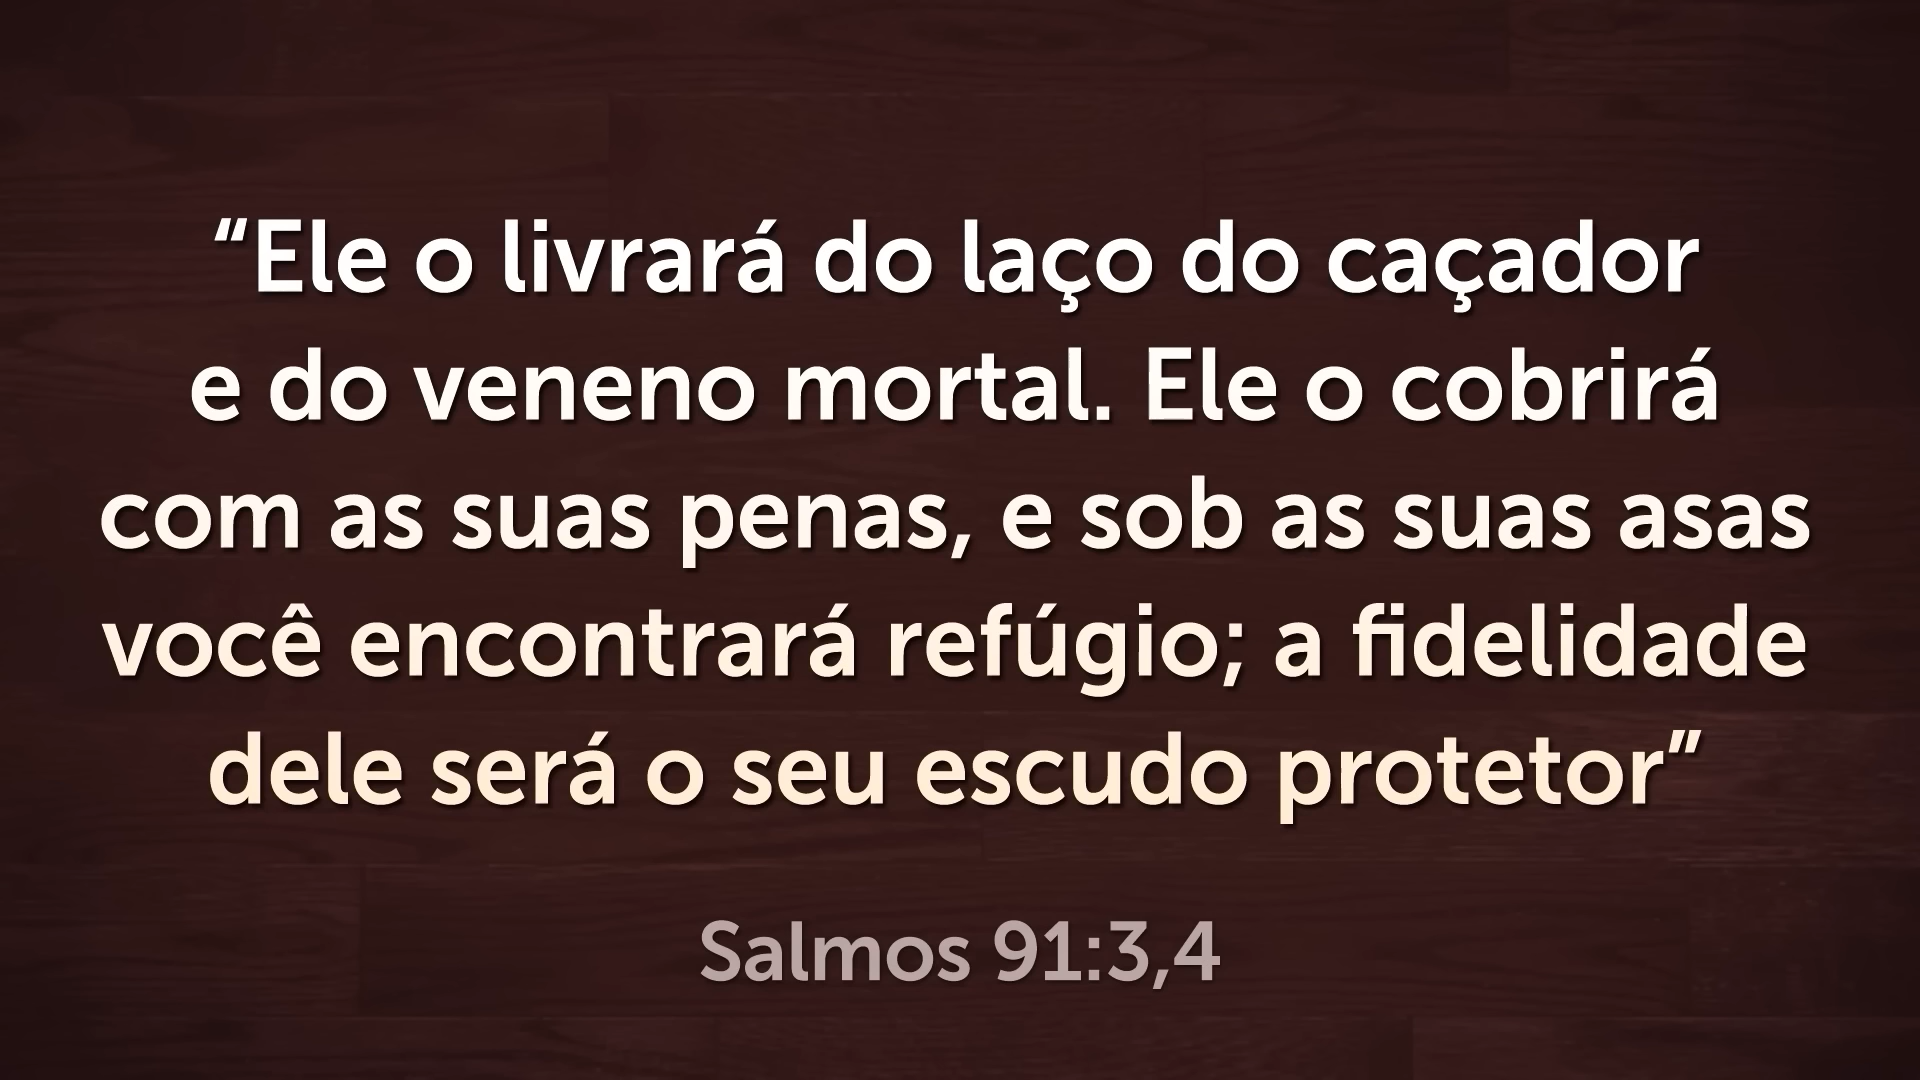 “Ele o livrará do laço do caçador
e do veneno mortal. Ele o cobrirá
com as suas penas, e sob as suas asas
você encontrará refúgio; a fidelidade
dele será o seu escudo protetor”
Salmos 91:3,4